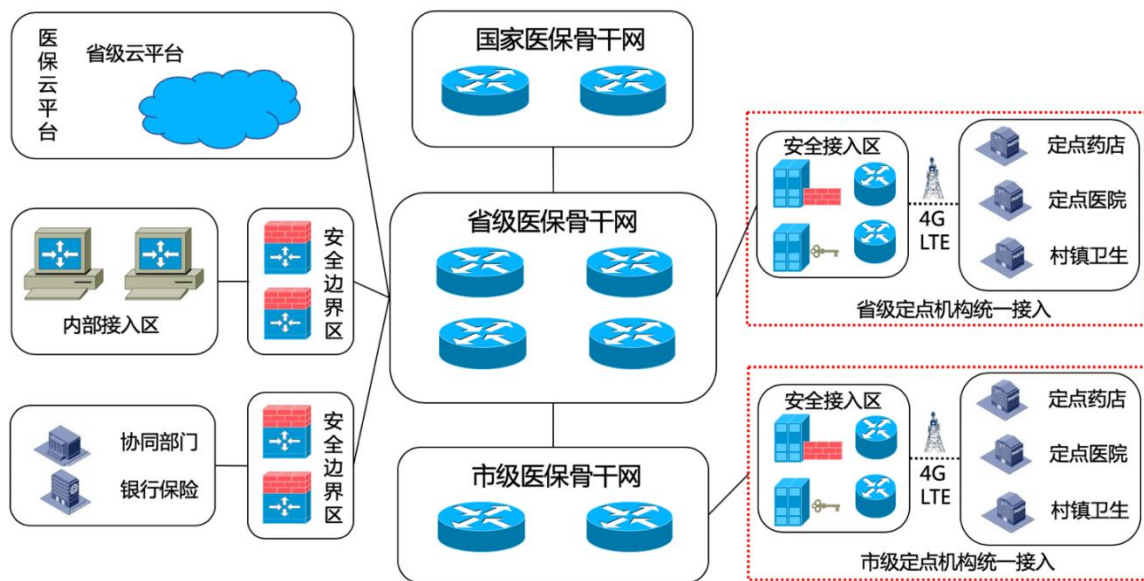 医保云平台
省级云平台
国家医保骨干网
内部接入区
安全边界区
省级医保骨干网
安全接入区
4G
LTE
定点药店
定点医院
村镇卫生
省级定点机构统一接入
协同部门
银行保险
安全边界区
市级医保骨干网
安全接入区
4G
LTE
定点药店
定点医院
村镇卫生
市级定点机构统一接入